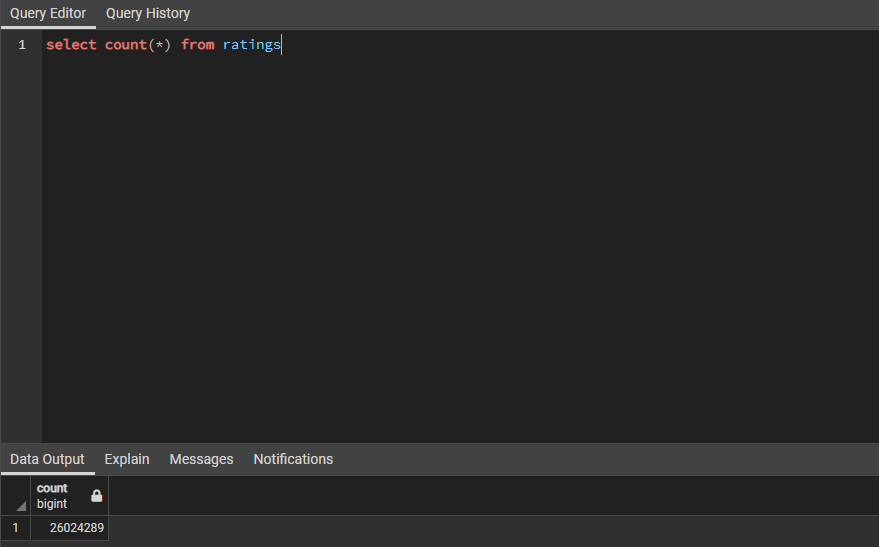 Query Editor Query History
1 select count(*) from ratings
Data Output Explain Messages Notifications
count
bigint
1 26024289